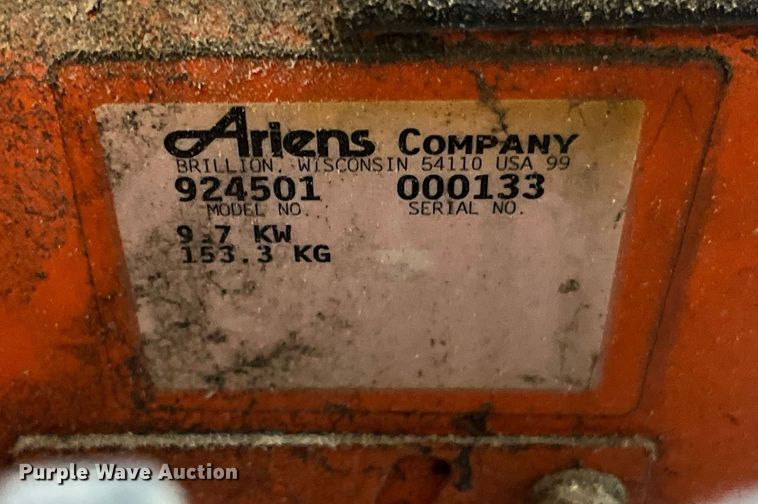 Ariens COMPANY
BRILLION, WISCONSIN 54110 USA 99
924501 000133
MODEL NO. SERIAL NO.
9.7 KW
153.3 KG
Purple Wave Auction